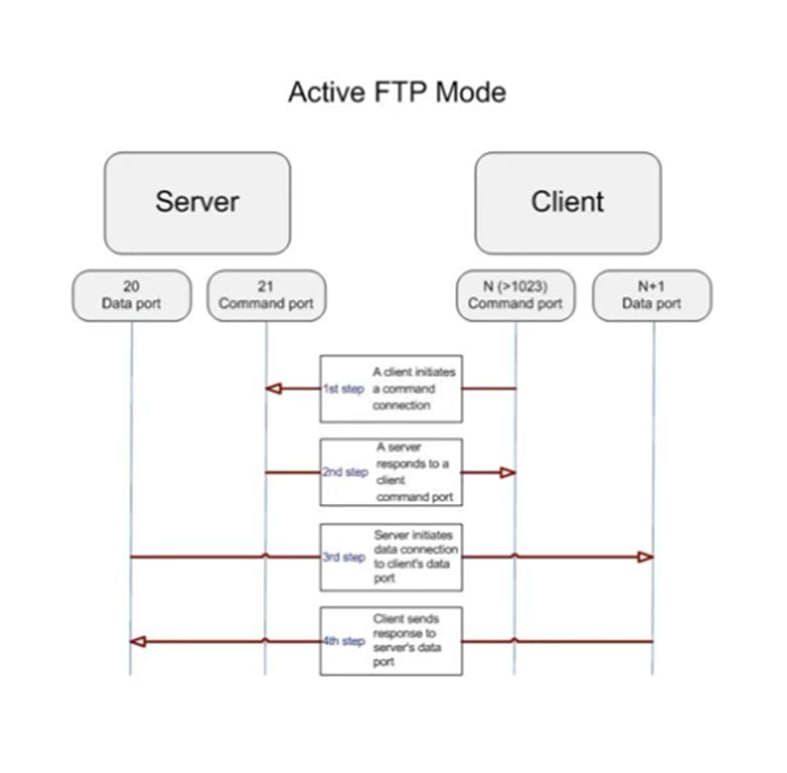 Active FTP Mode
Server
Client
20
Data port
21
Command port
N (>1023)
Command port
N+1
Data port
1st step
A client initiates
a command
connection
2nd step
A server
responds to a
client
command port
3rd step
Server initiates
data connection
to client's data
port
4th step
Client sends
response to
server's data
port